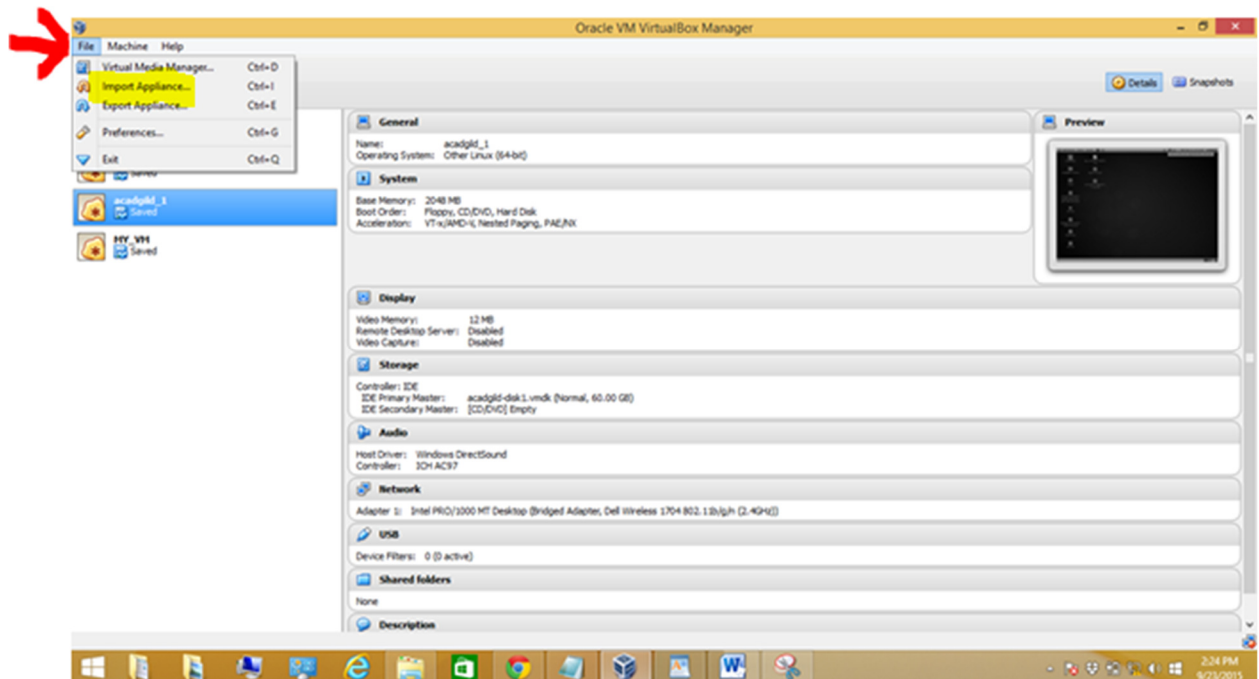 Oracle VM VirtualBox Manager
File Machine Help
Virtual Media Manager... Ctrl+D
Import Appliance... Ctrl+I
Export Appliance... Ctrl+E
Preferences... Ctrl+G
Exit Ctrl+Q
Details Snapshots
Saved
acadgild_1
Saved
MY_VM
Saved
General
Name: acadgild_1
Operating System: Other Linux (64-bit)
System
Base Memory: 2048 MB
Boot Order: Floppy, CD/DVD, Hard Disk
Acceleration: VT-x/AMD-V, Nested Paging, PAE/NX
Preview
Display
Video Memory: 12 MB
Remote Desktop Server: Disabled
Video Capture: Disabled
Storage
Controller: IDE
IDE Primary Master: acadgild-disk1.vmdk (Normal, 60.00 GB)
IDE Secondary Master: [CD/DVD] Empty
Audio
Host Driver: Windows DirectSound
Controller: ICH AC97
Network
Adapter 1: Intel PRO/1000 MT Desktop (Bridged Adapter, Dell Wireless 1704 802.11b/g/n (2.4GHz))
USB
Device Filters: 0 (0 active)
Shared folders
None
Description
2:24 PM
9/23/2015